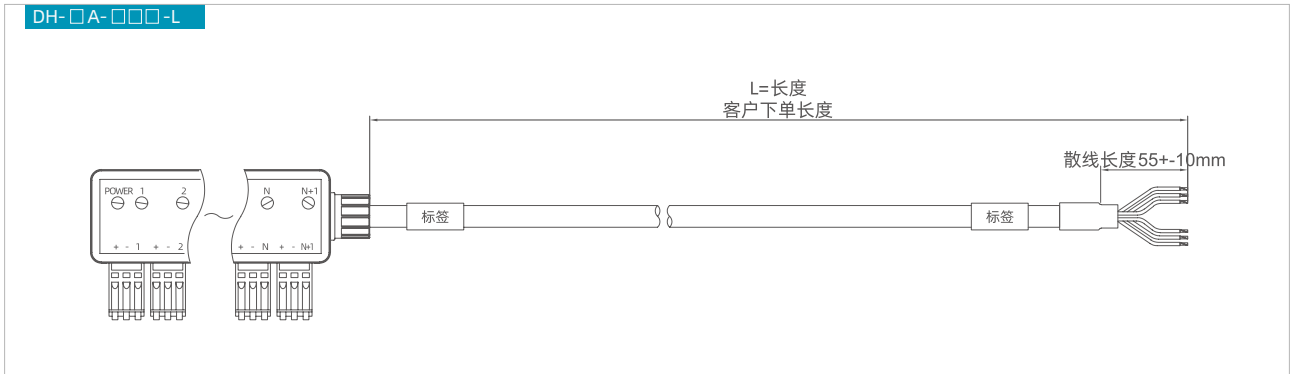 DH-□A-□□□-L
L=长度
客户下单长度
散线长度55+-10mm
POWER 1 2 N N+1
标签 标签
+ - 1 + - 2 + - N + - N+1